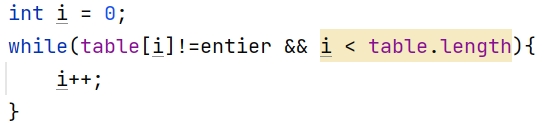 int i = 0;
while(table[i]!=entier && i < table.length){
    i++;
}